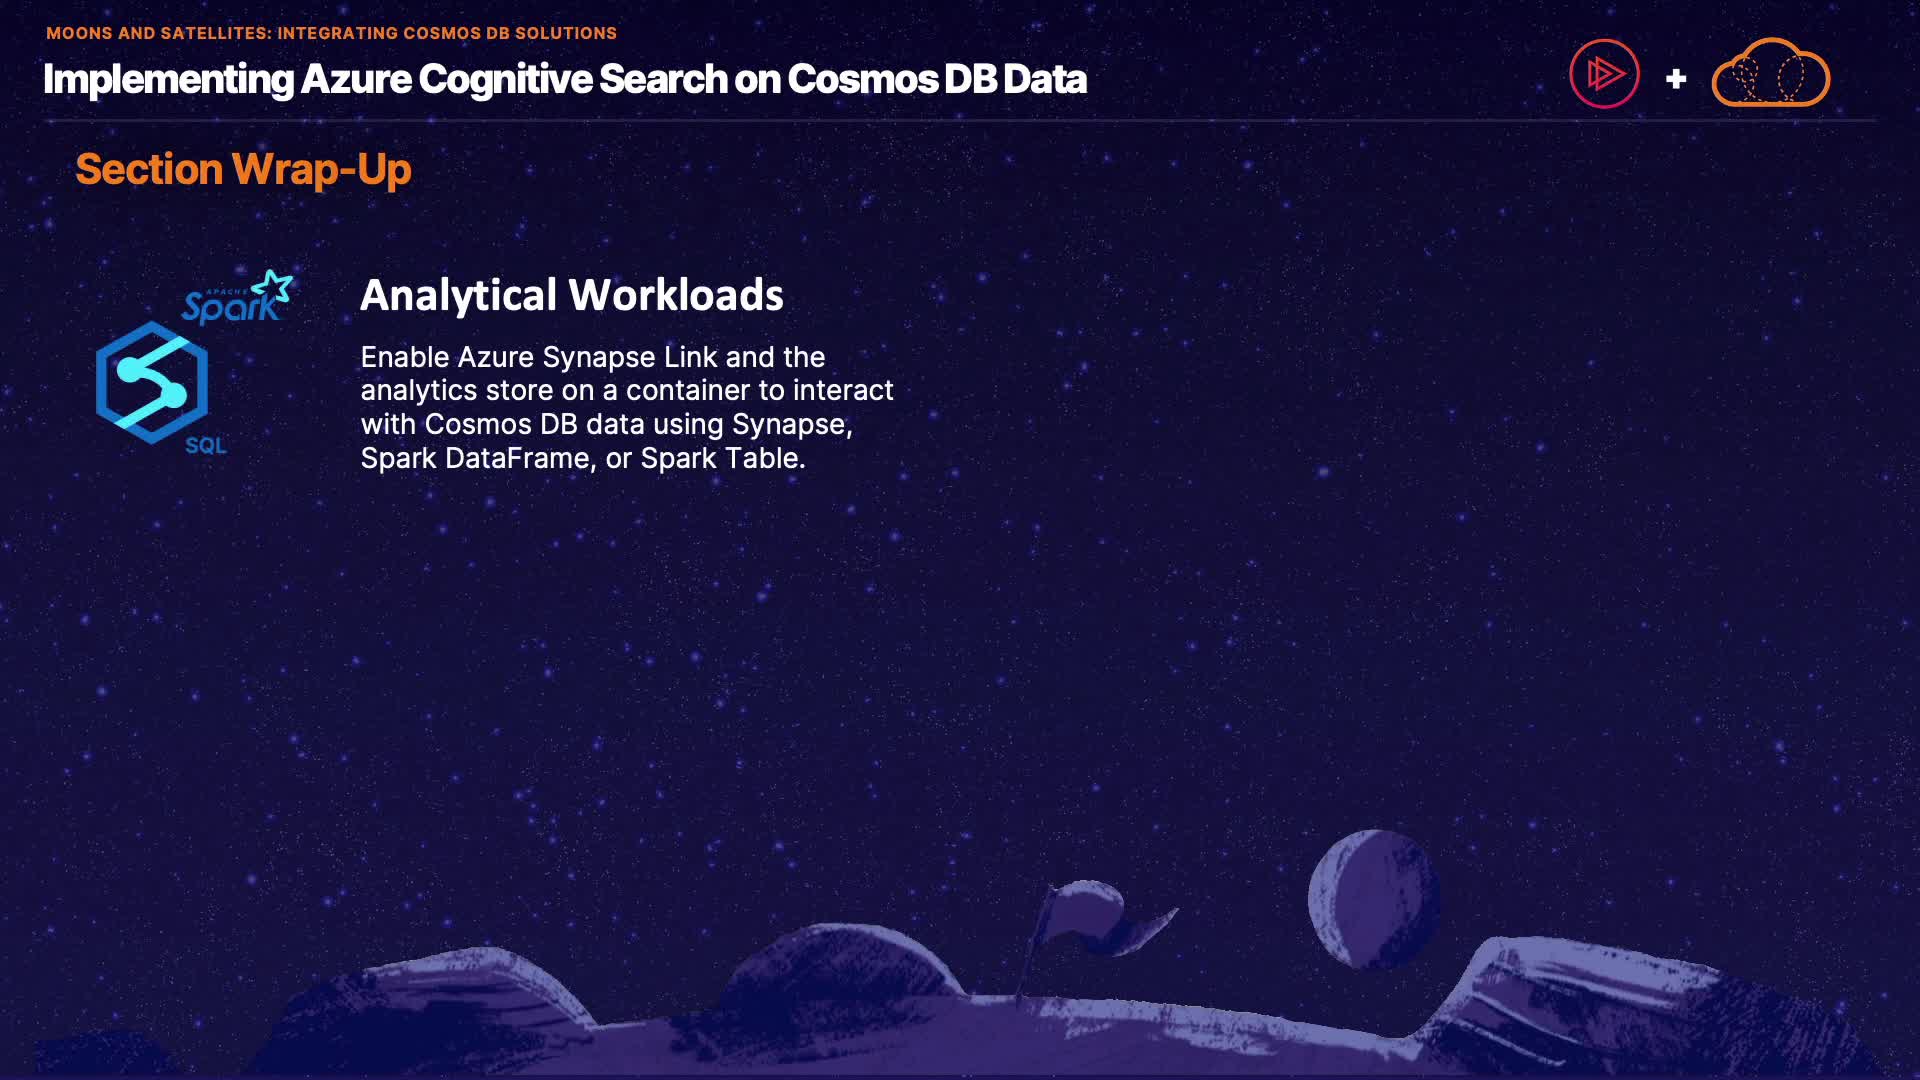 MOONS AND SATELLITES: INTEGRATING COSMOS DB SOLUTIONS
Implementing Azure Cognitive Search on Cosmos DB Data
+
Section Wrap-Up
APACHE
Spark
SQL
Analytical Workloads
Enable Azure Synapse Link and the
analytics store on a container to interact
with Cosmos DB data using Synapse,
Spark DataFrame, or Spark Table.